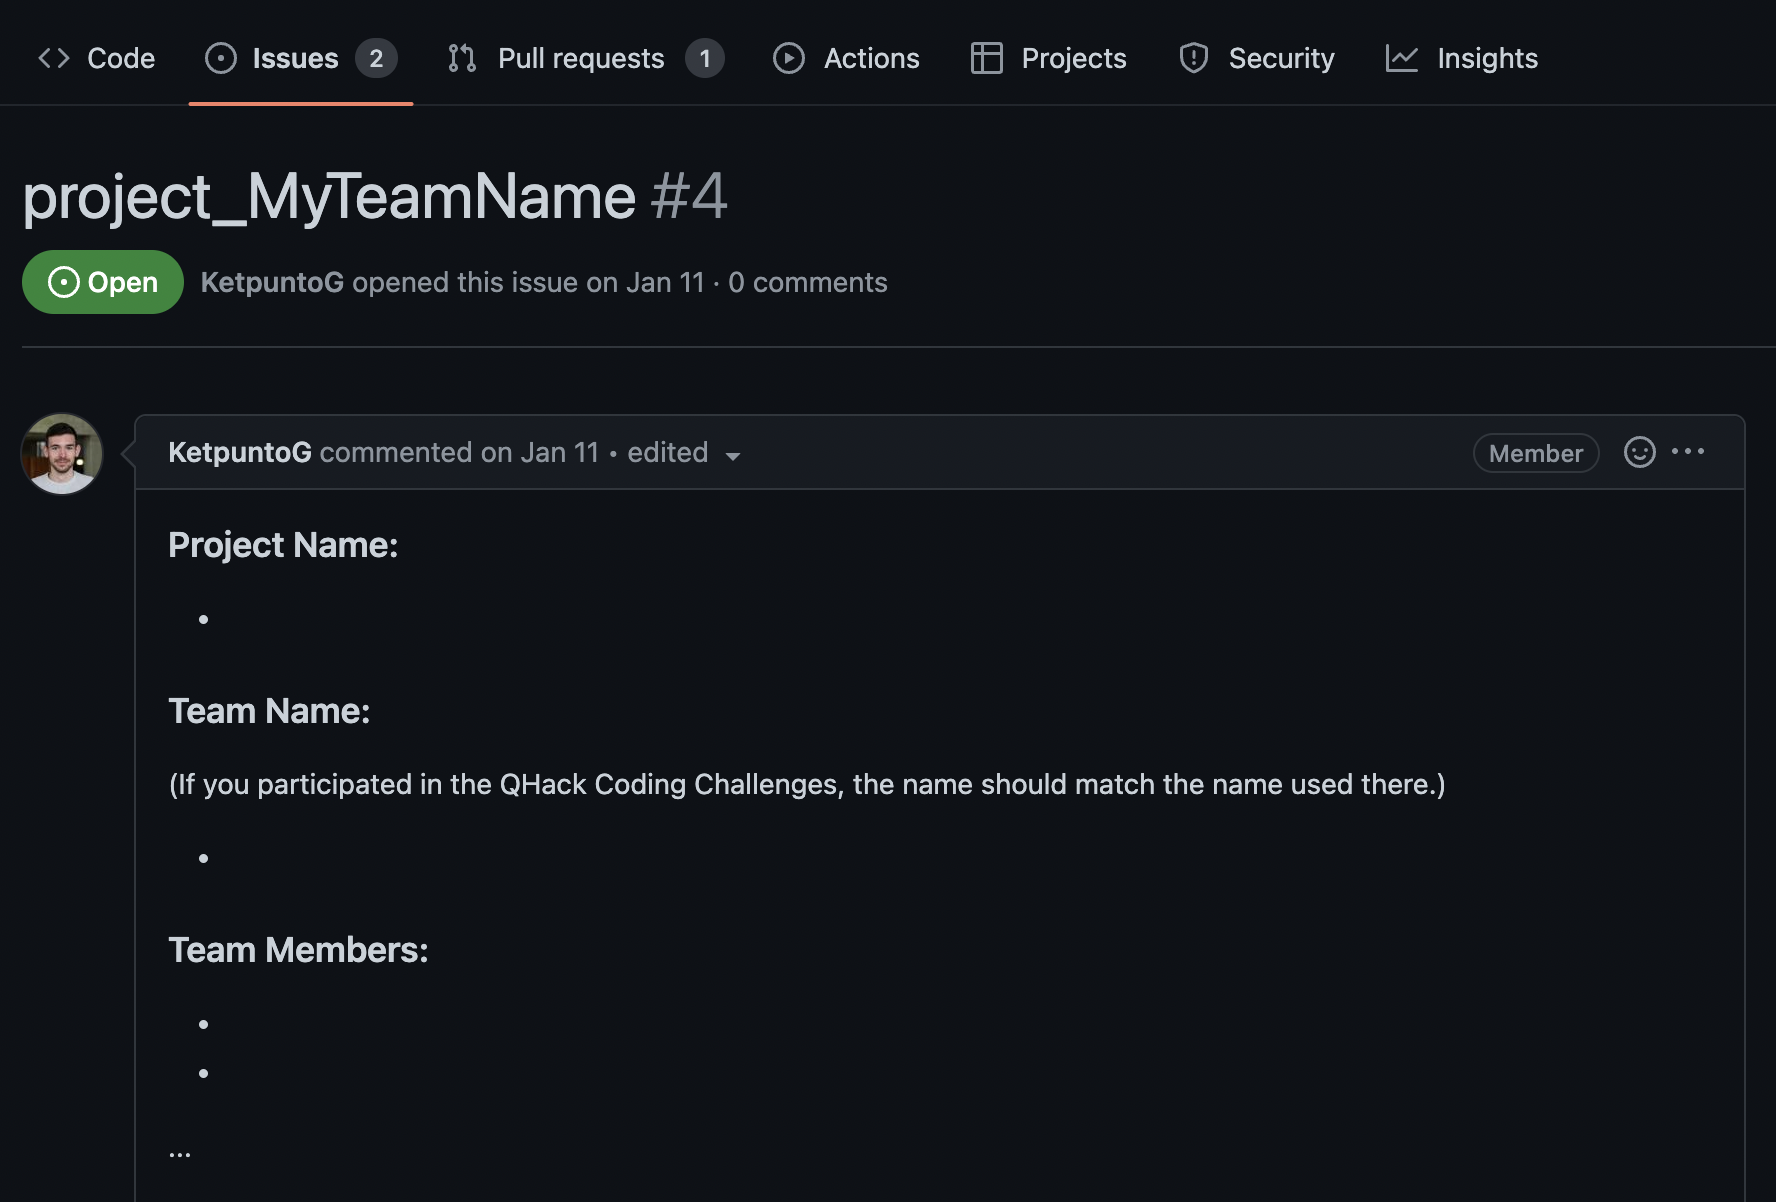 Code Issues 2 Pull requests 1 Actions Projects Security Insights
project_MyTeamName #4
Open KetpuntoG opened this issue on Jan 11 · 0 comments
KetpuntoG commented on Jan 11 • edited Member
Project Name:
•
Team Name:
(If you participated in the QHack Coding Challenges, the name should match the name used there.)
•
Team Members:
•
•
...